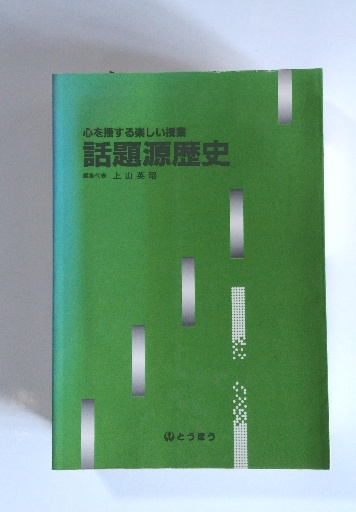 心を揺する楽しい授業
話題源歴史
編集代表 上山英昭
とうほう